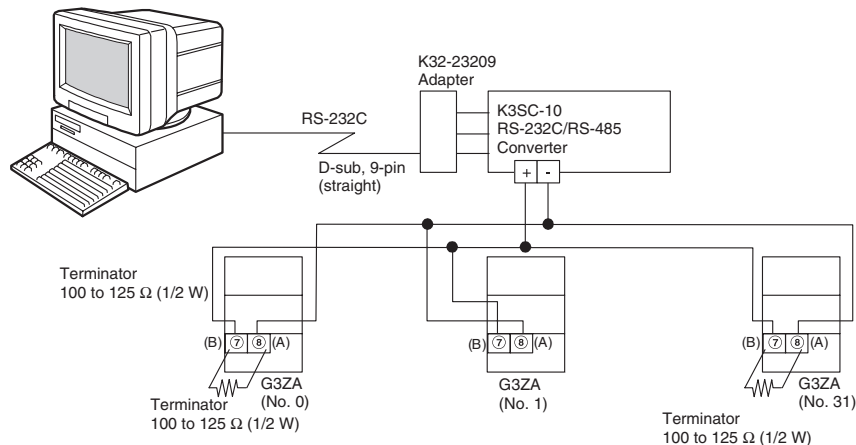 K32-23209
Adapter
RS-232C
K3SC-10
RS-232C/RS-485
Converter
D-sub, 9-pin
(straight)
+ -
Terminator
100 to 125 Ω (1/2 W)
(B) ⑦ ⑧ (A)
(B) ⑦ ⑧ (A)
(B) ⑦ ⑧ (A)
G3ZA
(No. 0)
G3ZA
(No. 1)
G3ZA
(No. 31)
Terminator
100 to 125 Ω (1/2 W)
Terminator
100 to 125 Ω (1/2 W)